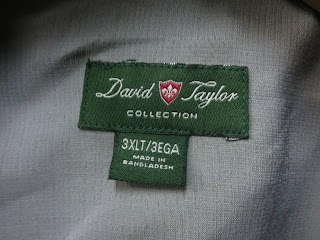 David Taylor
COLLECTION
3XLT/3EGA
MADE IN
BANGLADESH